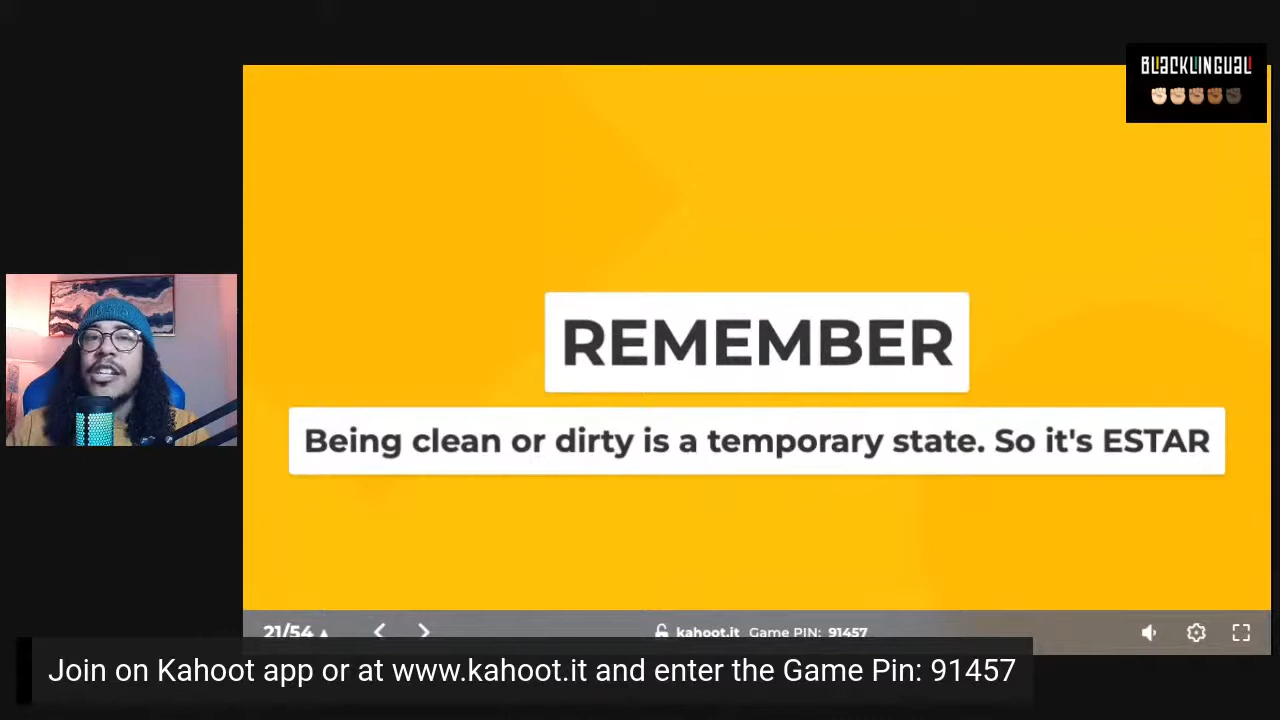 BLACKLINGUAL
REMEMBER
Being clean or dirty is a temporary state. So it's ESTAR
21/54
kahoot.it Game PIN: 91457
Join on Kahoot app or at www.kahoot.it and enter the Game Pin: 91457